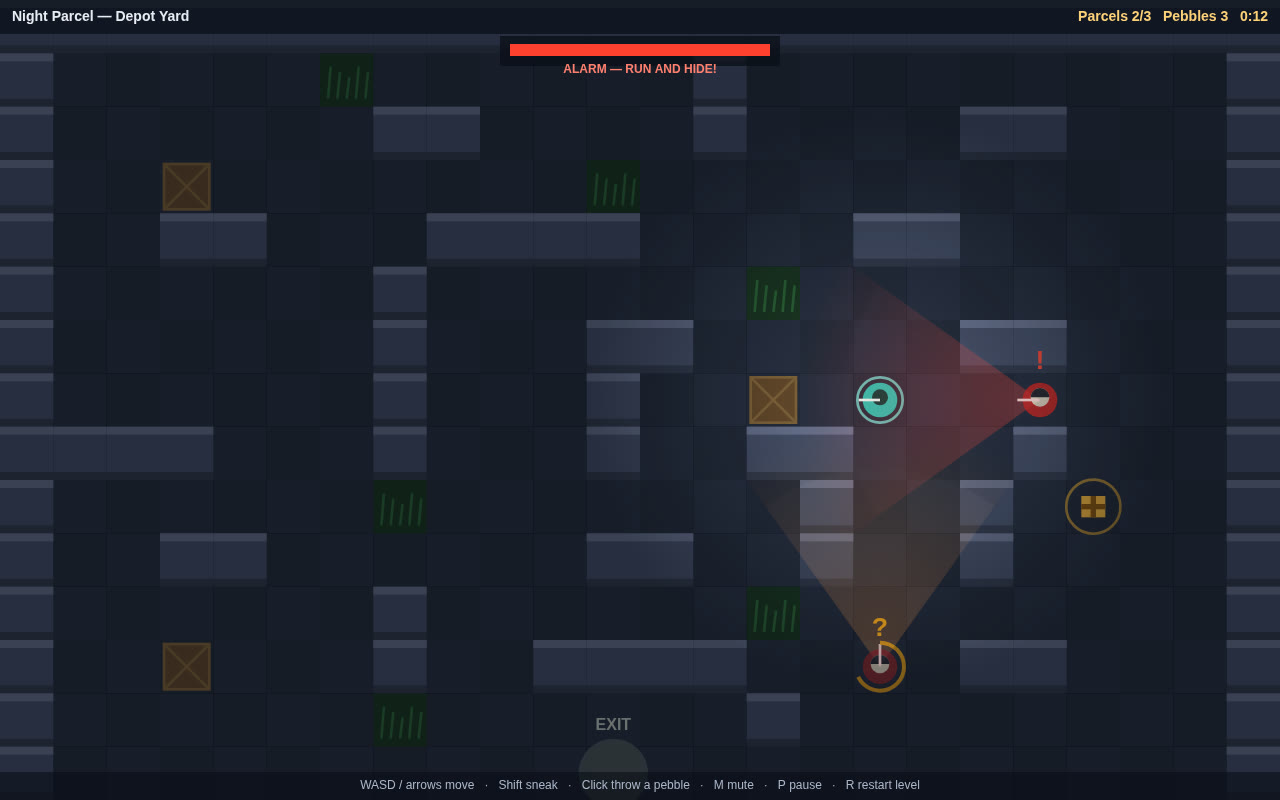 Night Parcel — Depot Yard
Parcels 2/3 Pebbles 3 0:12
ALARM — RUN AND HIDE!
!
?
EXIT
WASD / arrows move · Shift sneak · Click throw a pebble · M mute · P pause · R restart level